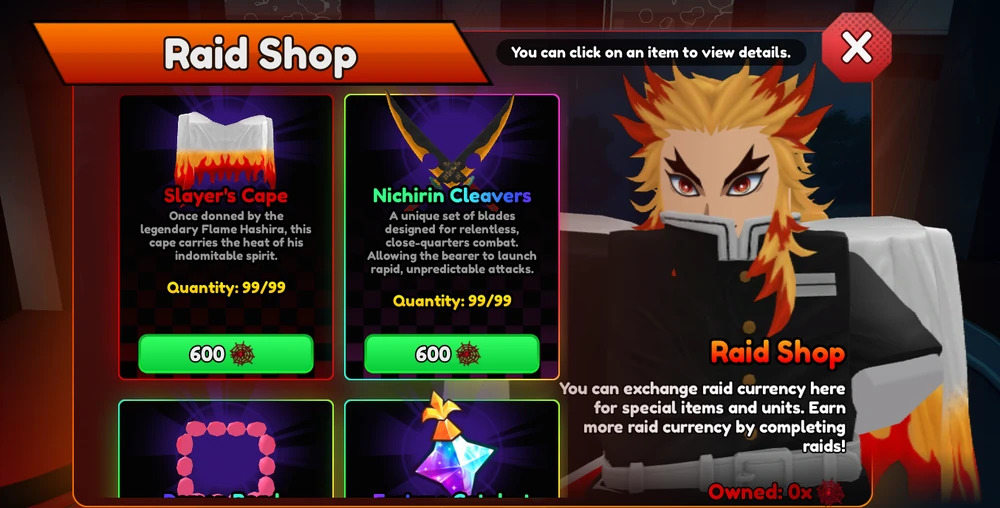 Raid Shop
You can click on an item to view details.
Slayer's Cape
Once donned by the
legendary Flame Hashira, this
cape carries the heat of his
indomitable spirit.
Quantity: 99/99
600
Nichirin Cleavers
A unique set of blades
designed for relentless,
close-quarters combat.
Allowing the bearer to launch
rapid, unpredictable attacks.
Quantity: 99/99
600
Raid Shop
You can exchange raid currency here
for special items and units. Earn
more raid currency by completing
raids!
Owned: 0x